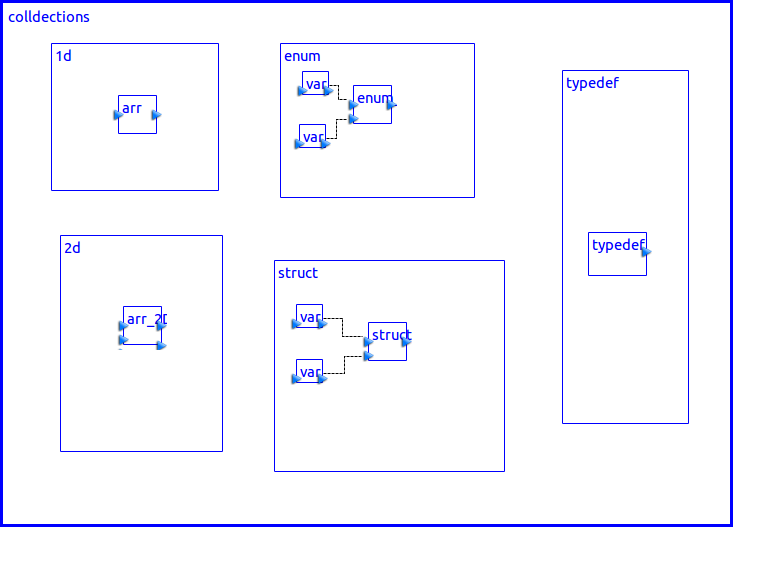 colldections
1d
arr
enum
var
enum
var
typedef
typedef
2d
arr_2D
struct
var
struct
var